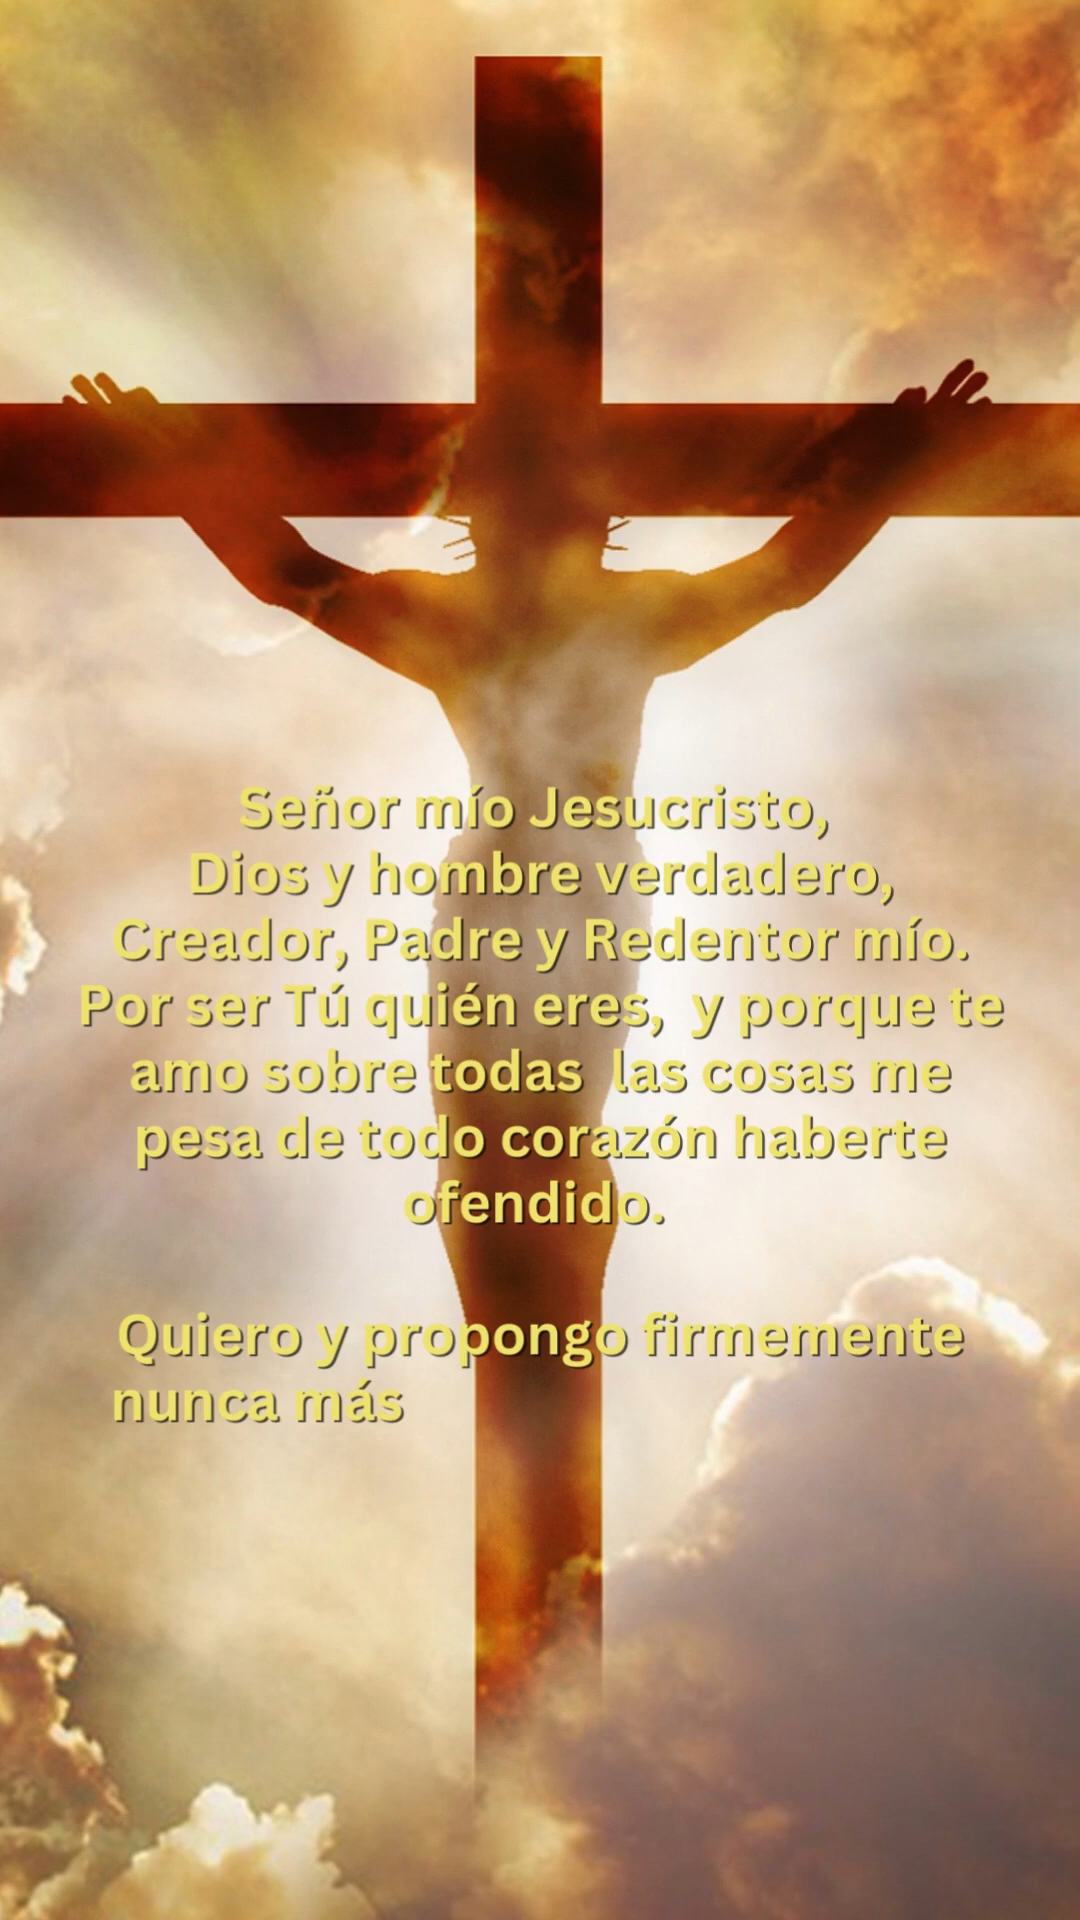 Señor mío Jesucristo,
Dios y hombre verdadero,
Creador, Padre y Redentor mío.
Por ser Tú quién eres,  y porque te
amo sobre todas  las cosas me
pesa de todo corazón haberte
ofendido.
Quiero y propongo firmemente
nunca más